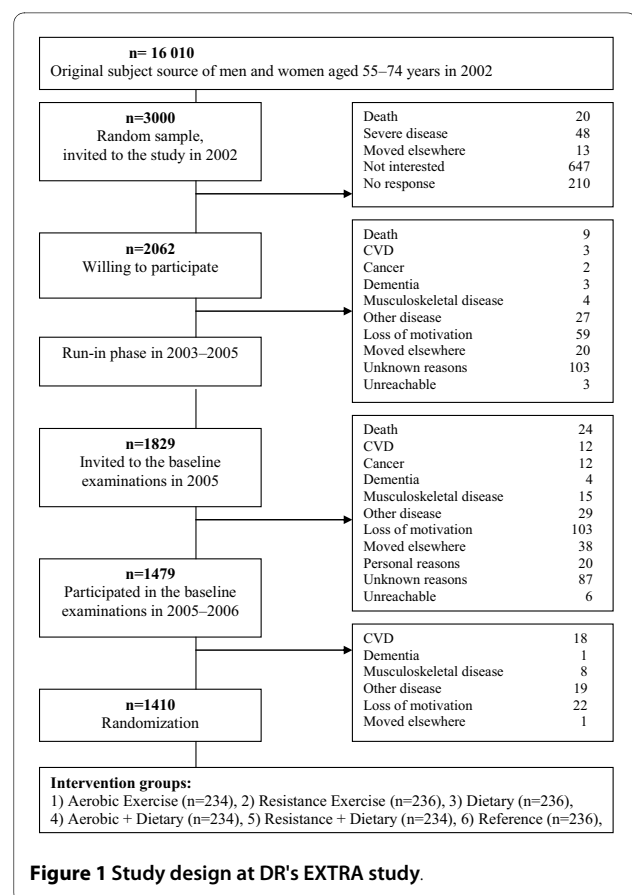 n= 16 010
Original subject source of men and women aged 55–74 years in 2002
n=3000
Random sample,
invited to the study in 2002
Death 20
Severe disease 48
Moved elsewhere 13
Not interested 647
No response 210
n=2062
Willing to participate
Death 9
CVD 3
Cancer 2
Dementia 3
Musculoskeletal disease 4
Other disease 27
Loss of motivation 59
Moved elsewhere 20
Unknown reasons 103
Unreachable 3
Run-in phase in 2003–2005
n=1829
Invited to the baseline
examinations in 2005
Death 24
CVD 12
Cancer 12
Dementia 4
Musculoskeletal disease 15
Other disease 29
Loss of motivation 103
Moved elsewhere 38
Personal reasons 20
Unknown reasons 87
Unreachable 6
n=1479
Participated in the baseline
examinations in 2005–2006
CVD 18
Dementia 1
Musculoskeletal disease 8
Other disease 19
Loss of motivation 22
Moved elsewhere 1
n=1410
Randomization
Intervention groups:
1) Aerobic Exercise (n=234), 2) Resistance Exercise (n=236), 3) Dietary (n=236),
4) Aerobic + Dietary (n=234), 5) Resistance + Dietary (n=234), 6) Reference (n=236),
Figure 1 Study design at DR's EXTRA study.